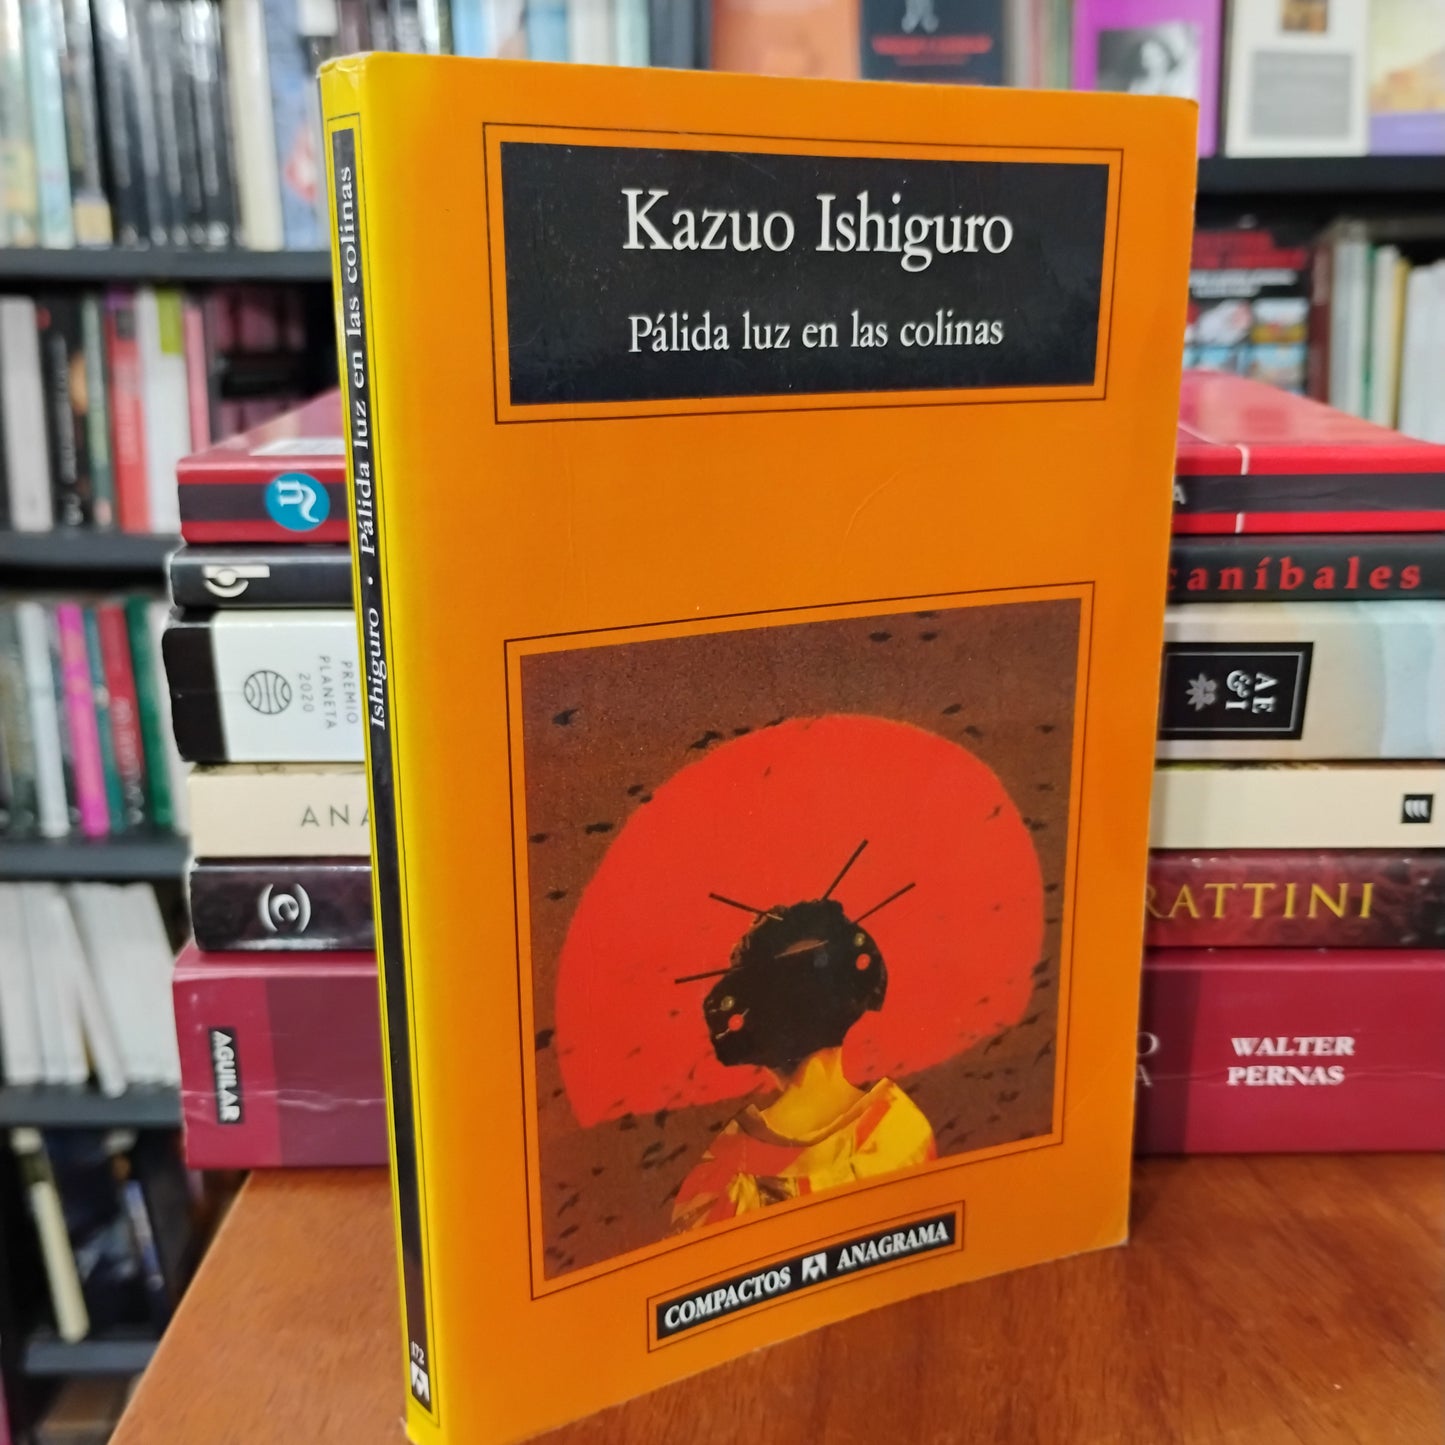 Kazuo Ishiguro
Pálida luz en las colinas
COMPACTOS ANAGRAMA
Ishiguro · Pálida luz en las colinas
172
PREMIO
PLANETA
2020
AGUILAR
caníbales
AE
&I
RATTINI
WALTER
PERNAS